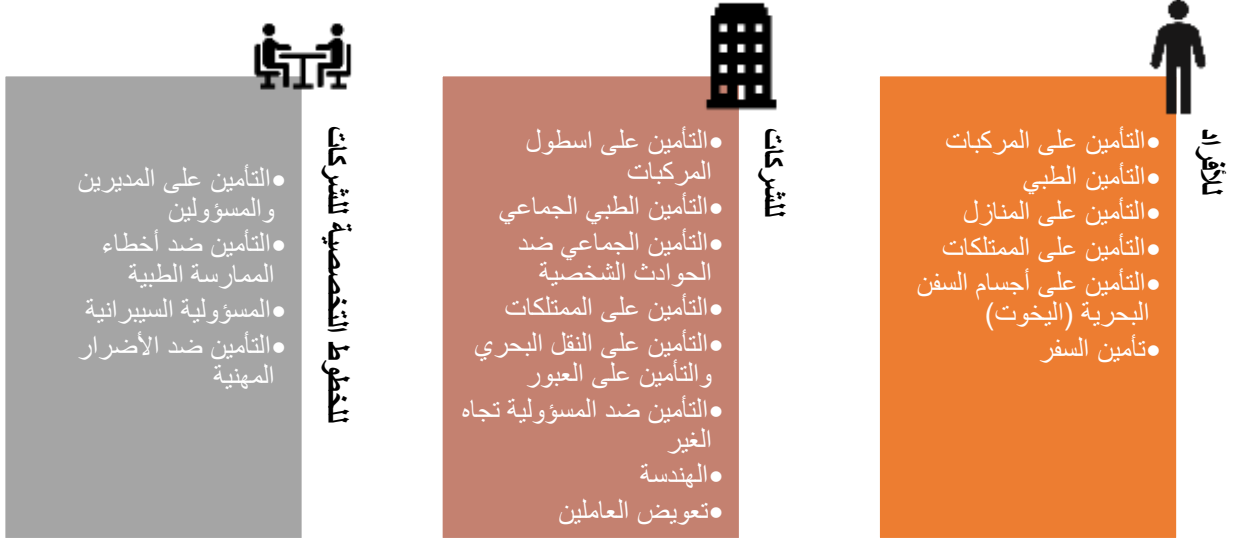 للأفراد
•التأمين على المركبات
•التأمين الطبي
•التأمين على المنازل
•التأمين على الممتلكات
•التأمين على أجسام السفن
البحرية (اليخوت)
•تأمين السفر
للشركات
•التأمين على اسطول
المركبات
•التأمين الطبي الجماعي
•التأمين الجماعي ضد
الحوادث الشخصية
•التأمين على الممتلكات
•التأمين على النقل البحري
والتأمين على العبور
•التأمين ضد المسؤولية تجاه
الغير
•الهندسة
•تعويض العاملين
للخطوط التخصصية للشركات
•التأمين على المديرين
والمسؤولين
•التأمين ضد أخطاء
الممارسة الطبية
•المسؤولية السيبرانية
•التأمين ضد الأضرار
المهنية